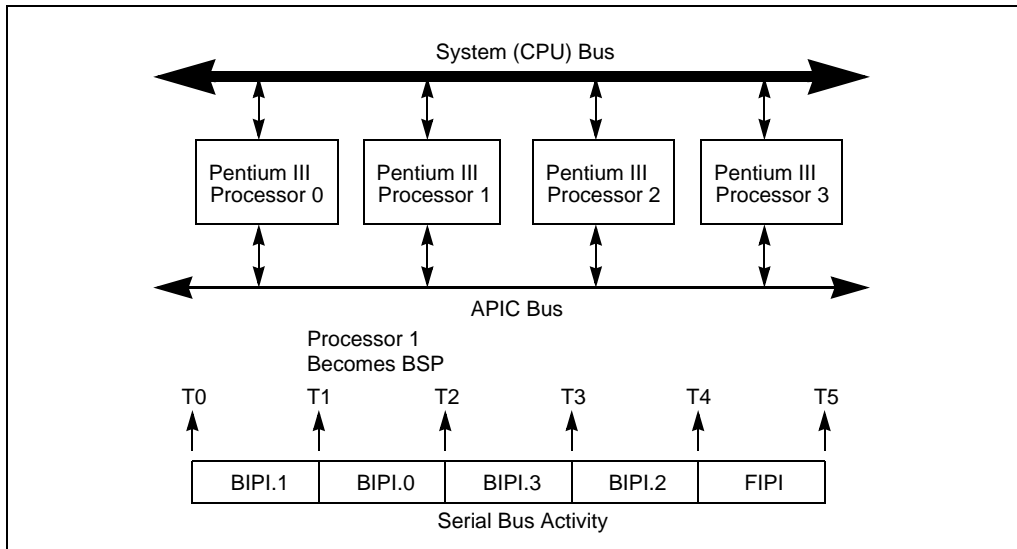 System (CPU) Bus
Pentium III
Processor 0
Pentium III
Processor 1
Pentium III
Processor 2
Pentium III
Processor 3
APIC Bus
Processor 1
Becomes BSP
T0 T1 T2 T3 T4 T5
BIPI.1 BIPI.0 BIPI.3 BIPI.2 FIPI
Serial Bus Activity